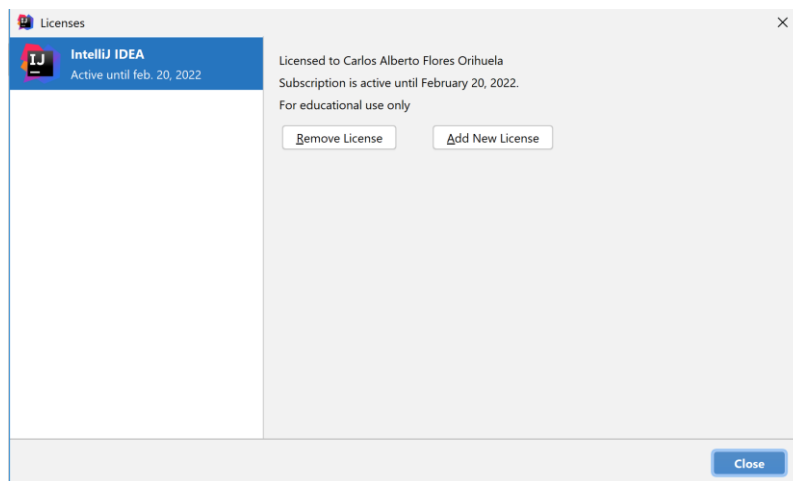 Licenses
IJ
IntelliJ IDEA
Active until feb. 20, 2022
Licensed to Carlos Alberto Flores Orihuela
Subscription is active until February 20, 2022.
For educational use only
Remove License
Add New License
Close